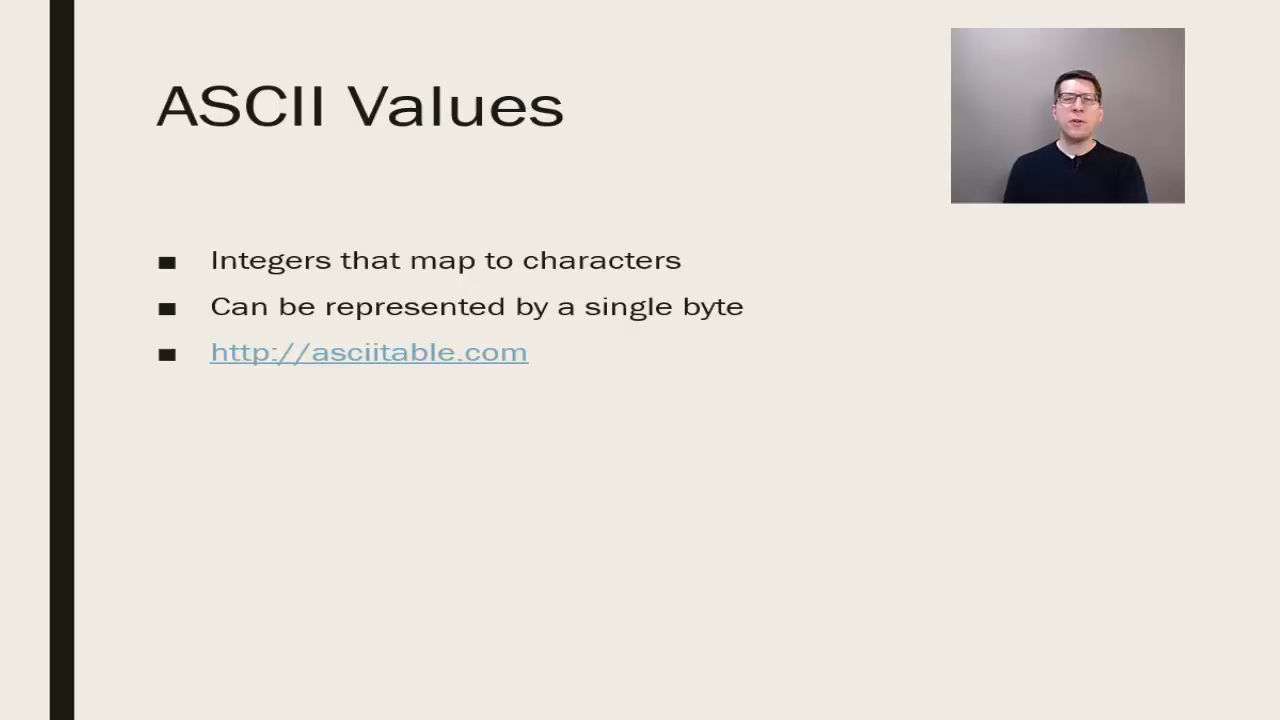 ASCII Values
Integers that map to characters
Can be represented by a single byte
http://asciitable.com